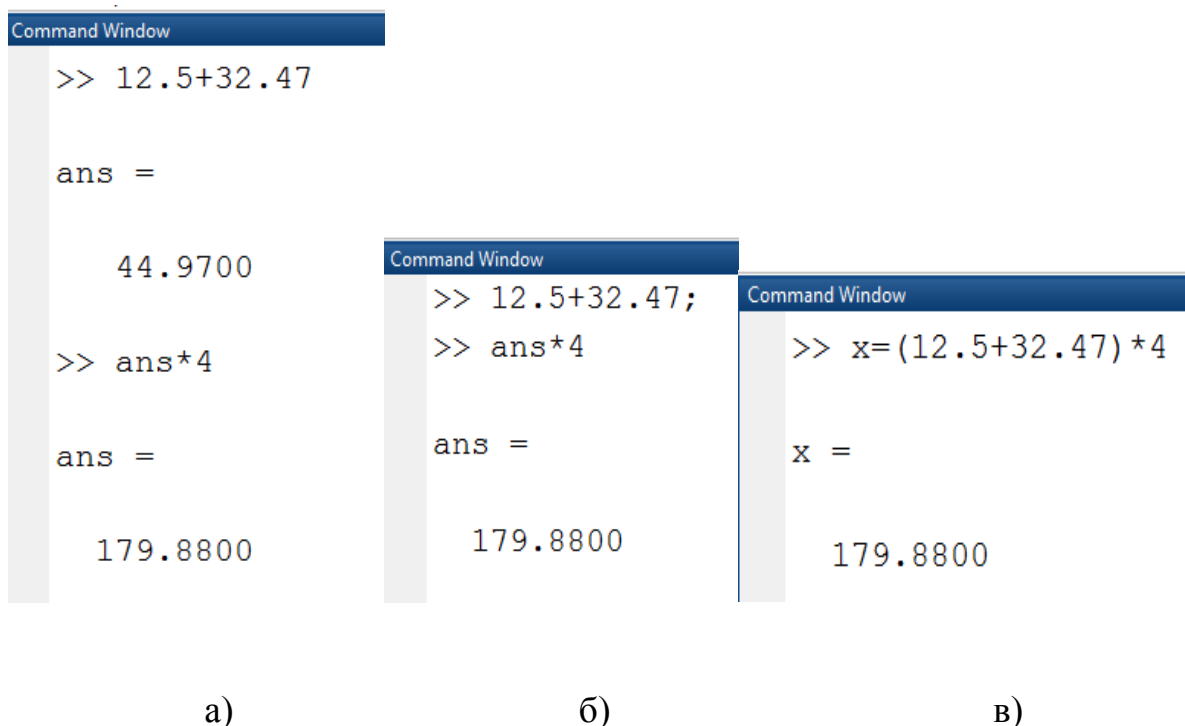 Command Window
>> 12.5+32.47
ans =
44.9700
>> ans*4
ans =
179.8800
Command Window
>> 12.5+32.47;
>> ans*4
ans =
179.8800
Command Window
>> x=(12.5+32.47)*4
x =
179.8800
а)
б)
в)